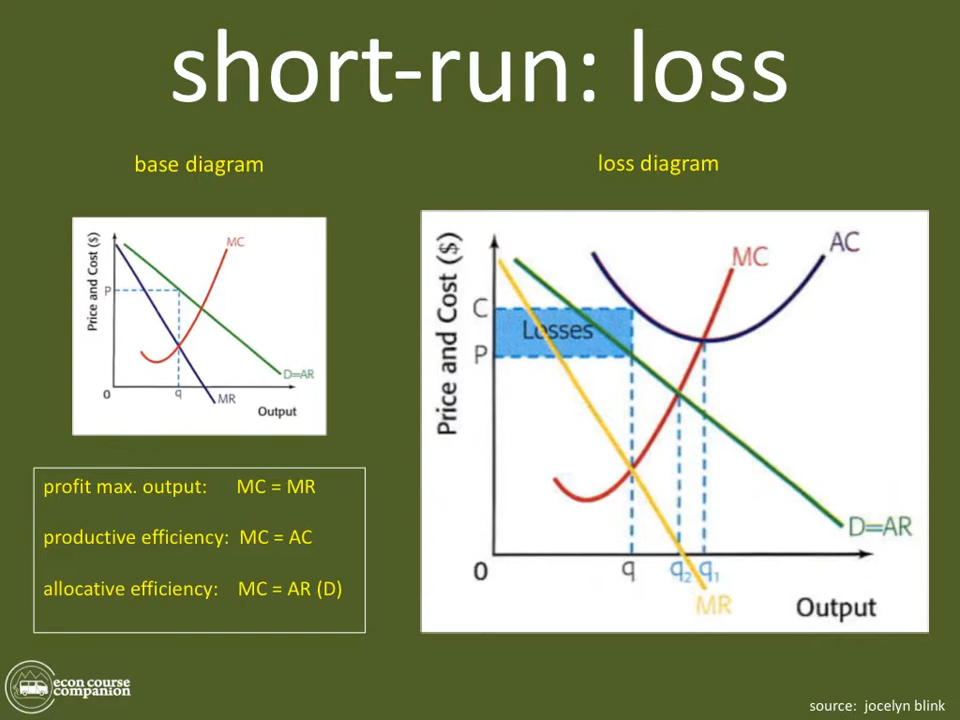 short-run: loss
base diagram
loss diagram
Price and Cost ($)
MC
P
D=AR
0
q
MR
Output
Price and Cost ($)
MC
AC
C
Losses
P
D=AR
0
q
q₂
q₁
MR
Output
profit max. output: MC = MR
productive efficiency: MC = AC
allocative efficiency: MC = AR (D)
econ course
companion
source: jocelyn blink